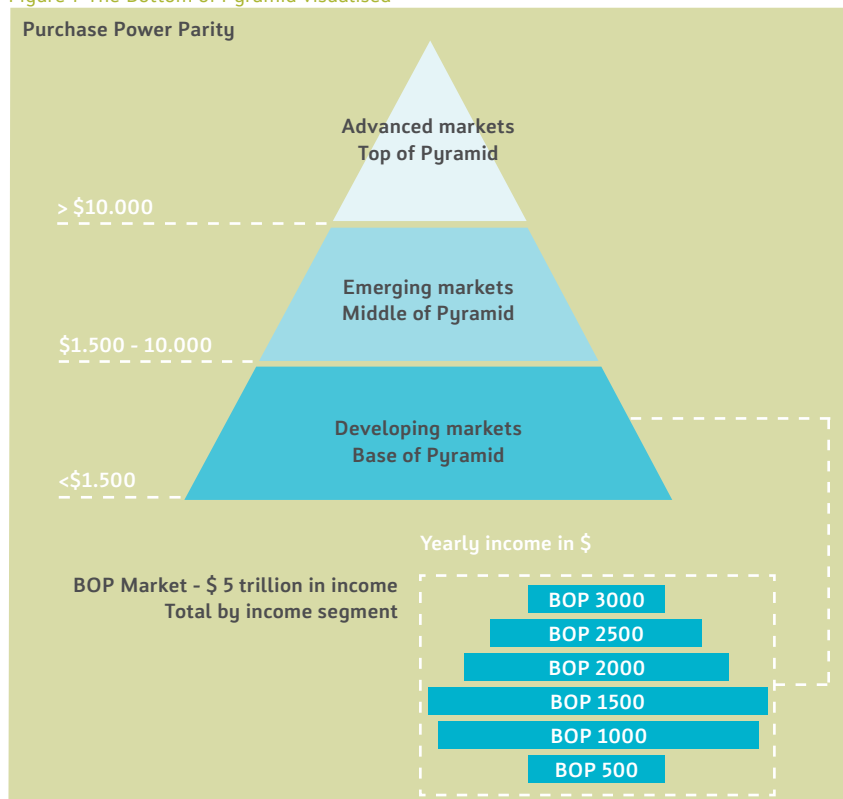 Purchase Power Parity
Advanced markets
Top of Pyramid
> $10.000
Emerging markets
Middle of Pyramid
$1.500 - 10.000
Developing markets
Base of Pyramid
<$1.500
Yearly income in $
BOP Market - $ 5 trillion in income
Total by income segment
BOP 3000
BOP 2500
BOP 2000
BOP 1500
BOP 1000
BOP 500